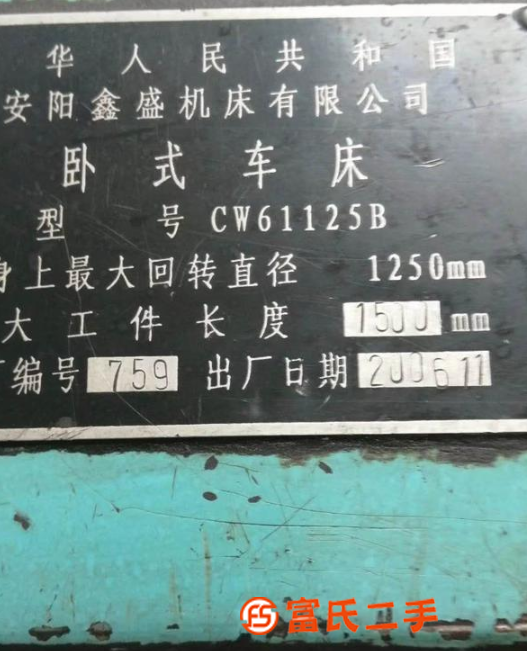 华人民共和国
安阳鑫盛机床有限公司
卧式车床
型号 CW61125B
身上最大回转直径 1250mm
大工件长度 1500 mm
编号 759 出厂日期 200611
FS 富氏二手